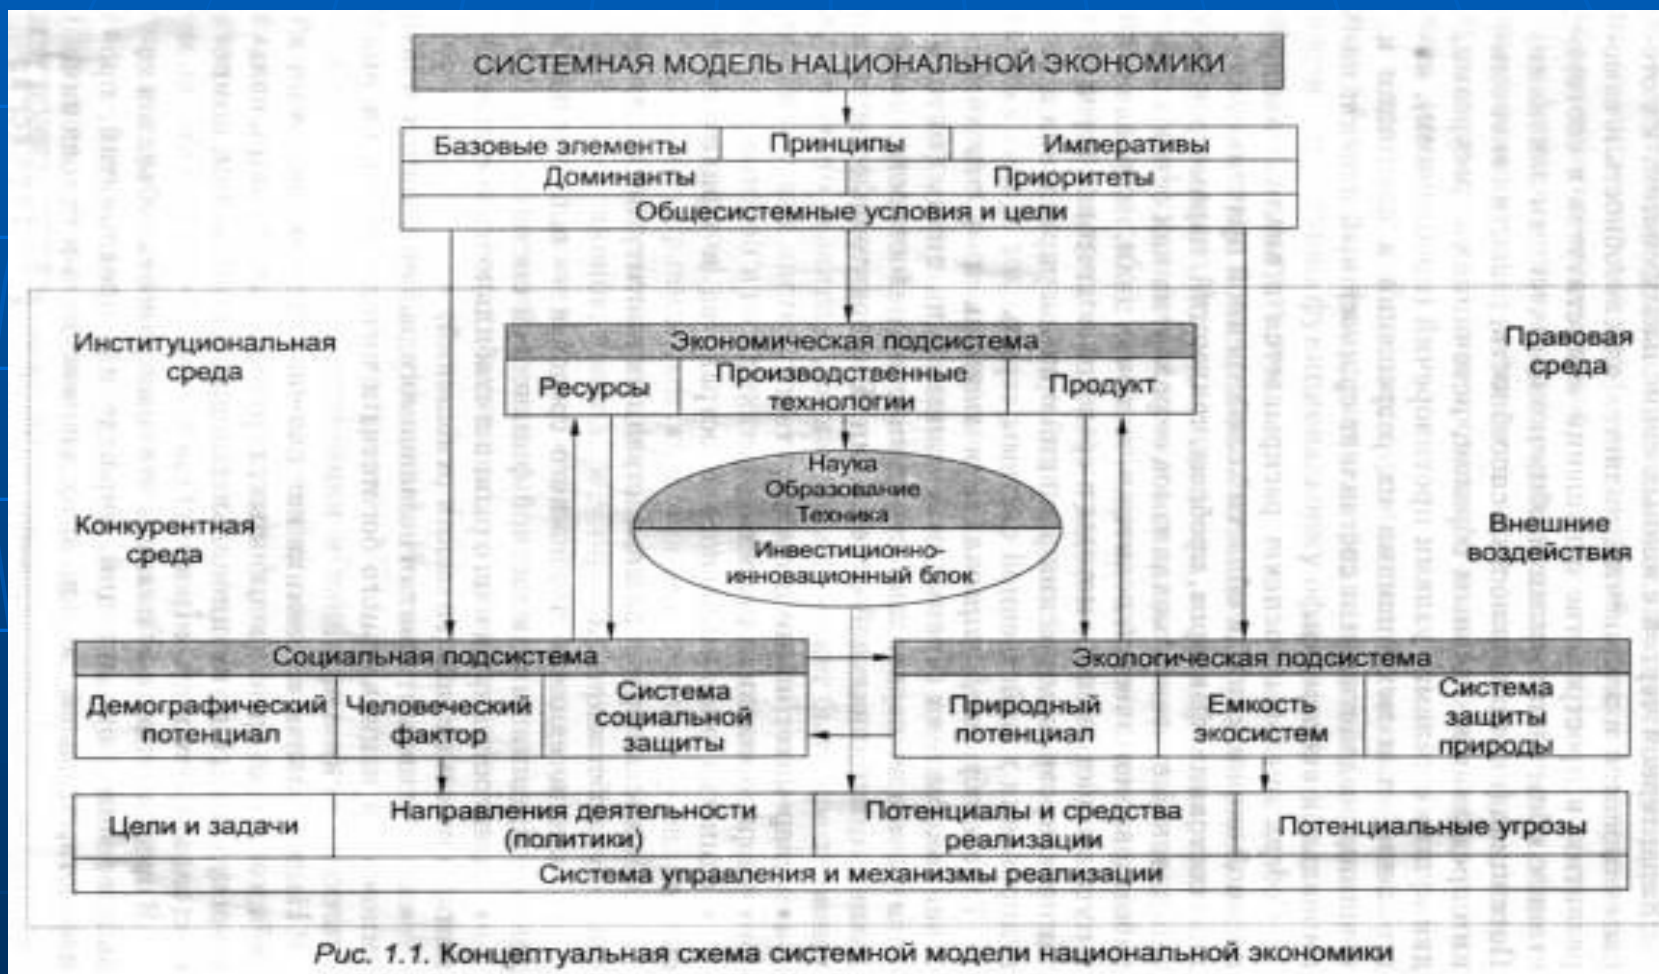 СИСТЕМНАЯ МОДЕЛЬ НАЦИОНАЛЬНОЙ ЭКОНОМИКИ
Базовые элементы
Принципы
Императивы
Доминанты
Приоритеты
Общесистемные условия и цели
Институциональная
среда
Экономическая подсистема
Ресурсы
Производственные
технологии
Продукт
Правовая
среда
Наука
Образование
Техника
Инвестиционно-
инновационный блок
Конкурентная
среда
Внешние
воздействия
Социальная подсистема
Демографический
потенциал
Человеческий
фактор
Система
социальной
защиты
Экологическая подсистема
Природный
потенциал
Емкость
экосистем
Система
защиты
природы
Цели и задачи
Направления деятельности
(политики)
Потенциалы и средства
реализации
Потенциальные угрозы
Система управления и механизмы реализации
Рис. 1.1. Концептуальная схема системной модели национальной экономики